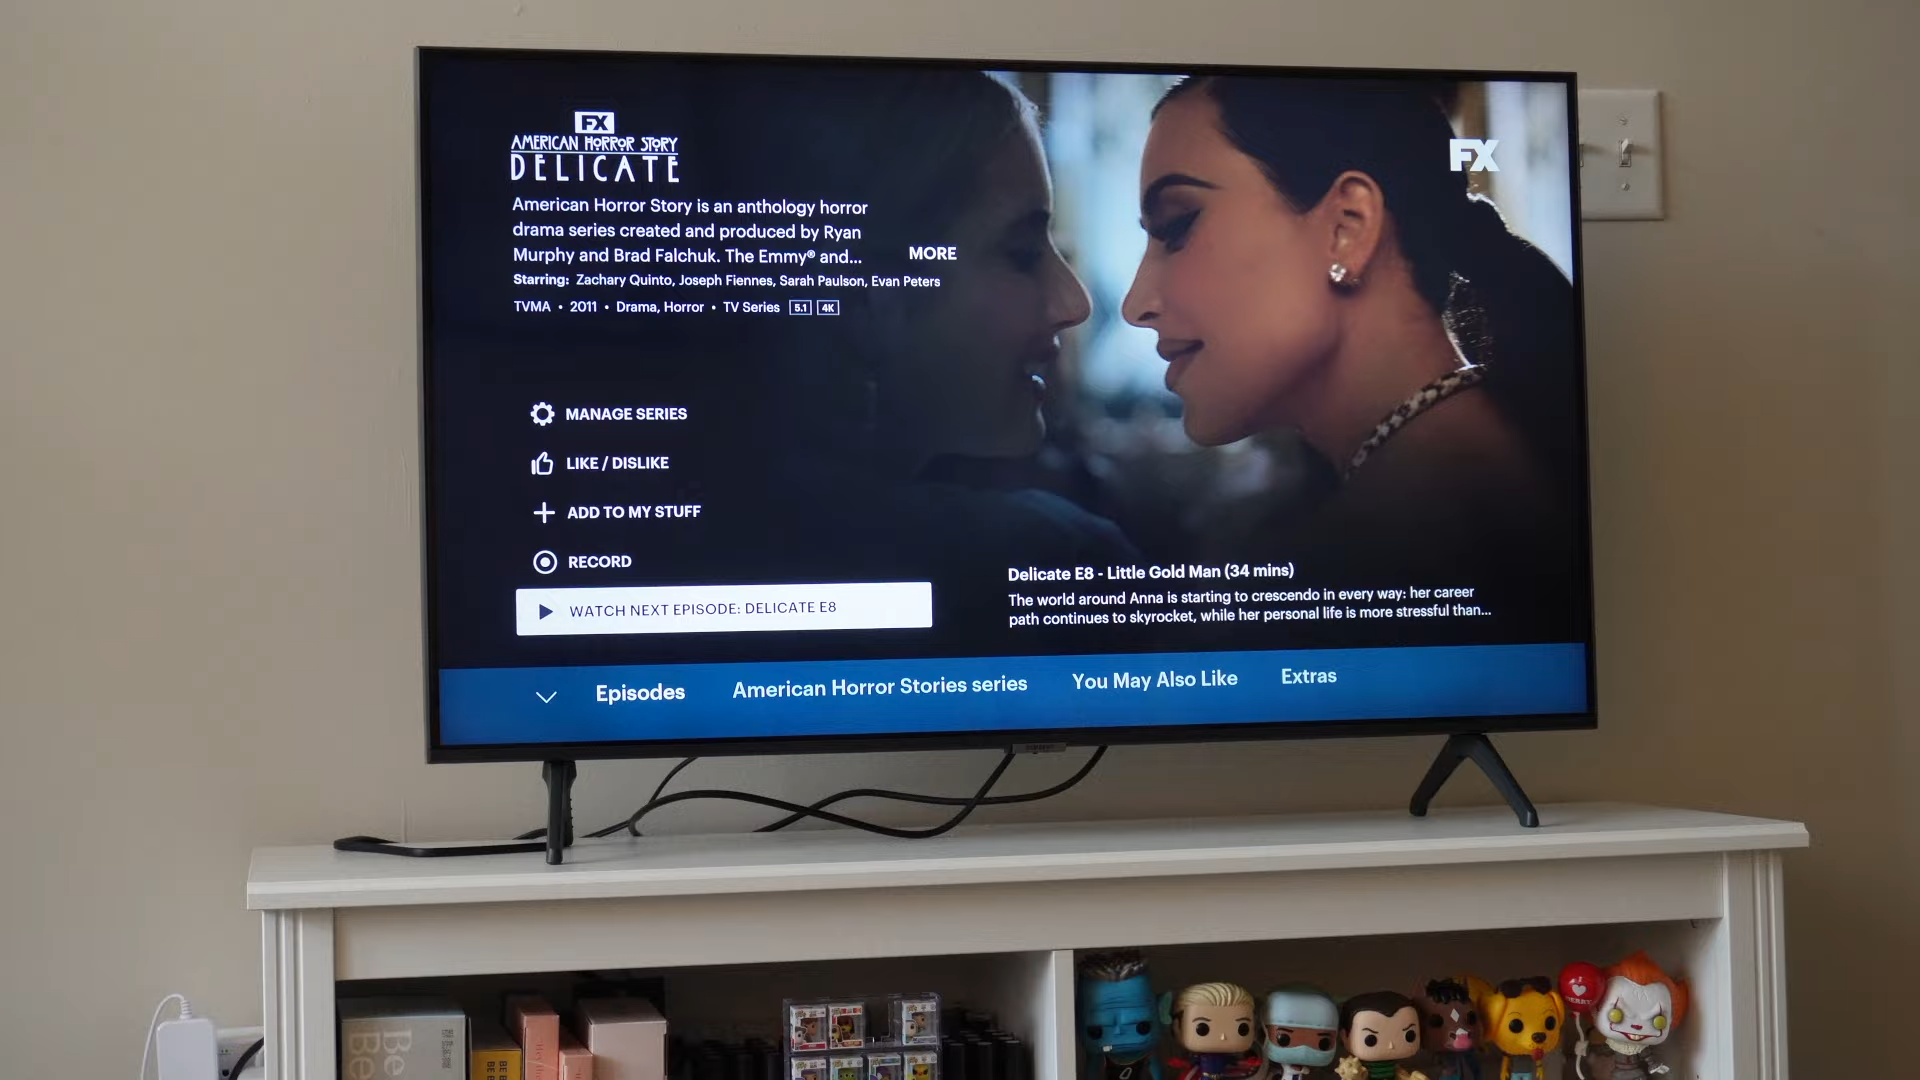 FX
AMERICAN HORROR STORY
DELICATE
American Horror Story is an anthology horror
drama series created and produced by Ryan
Murphy and Brad Falchuk. The Emmy® and...
MORE
Starring: Zachary Quinto, Joseph Fiennes, Sarah Paulson, Evan Peters
TVMA • 2011 • Drama, Horror • TV Series 5.1 4K
FX
MANAGE SERIES
LIKE / DISLIKE
ADD TO MY STUFF
RECORD
WATCH NEXT EPISODE: DELICATE E8
Delicate E8 - Little Gold Man (34 mins)
The world around Anna is starting to crescendo in every way: her career
path continues to skyrocket, while her personal life is more stressful than...
Episodes
American Horror Stories series
You May Also Like
Extras
Be
Be